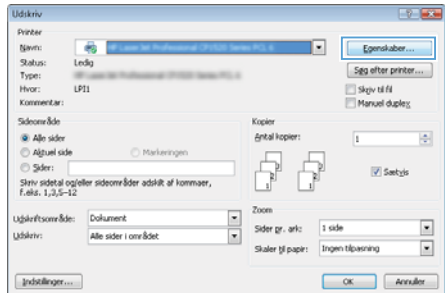 Udskriv
Printer
Navn:
Egenskaber...
Status: Ledig
Type:
Søg efter printer...
Hvor: LPI1
Skriv til fil
Kommentar:
Manuel duplex
Sideområde
Kopier
Alle sider
Antal kopier: 1
Aktuel side
Markeringen
Sider:
Skriv sidetal og/eller sideområder adskilt af kommaer,
f.eks. 1,3,5-12
Sætvis
Zoom
Udskriftsområde: Dokument
Sider pr. ark: 1 side
Udskriv: Alle sider i området
Skaler til papir: Ingen tilpasning
Indstillinger...
OK
Annuller